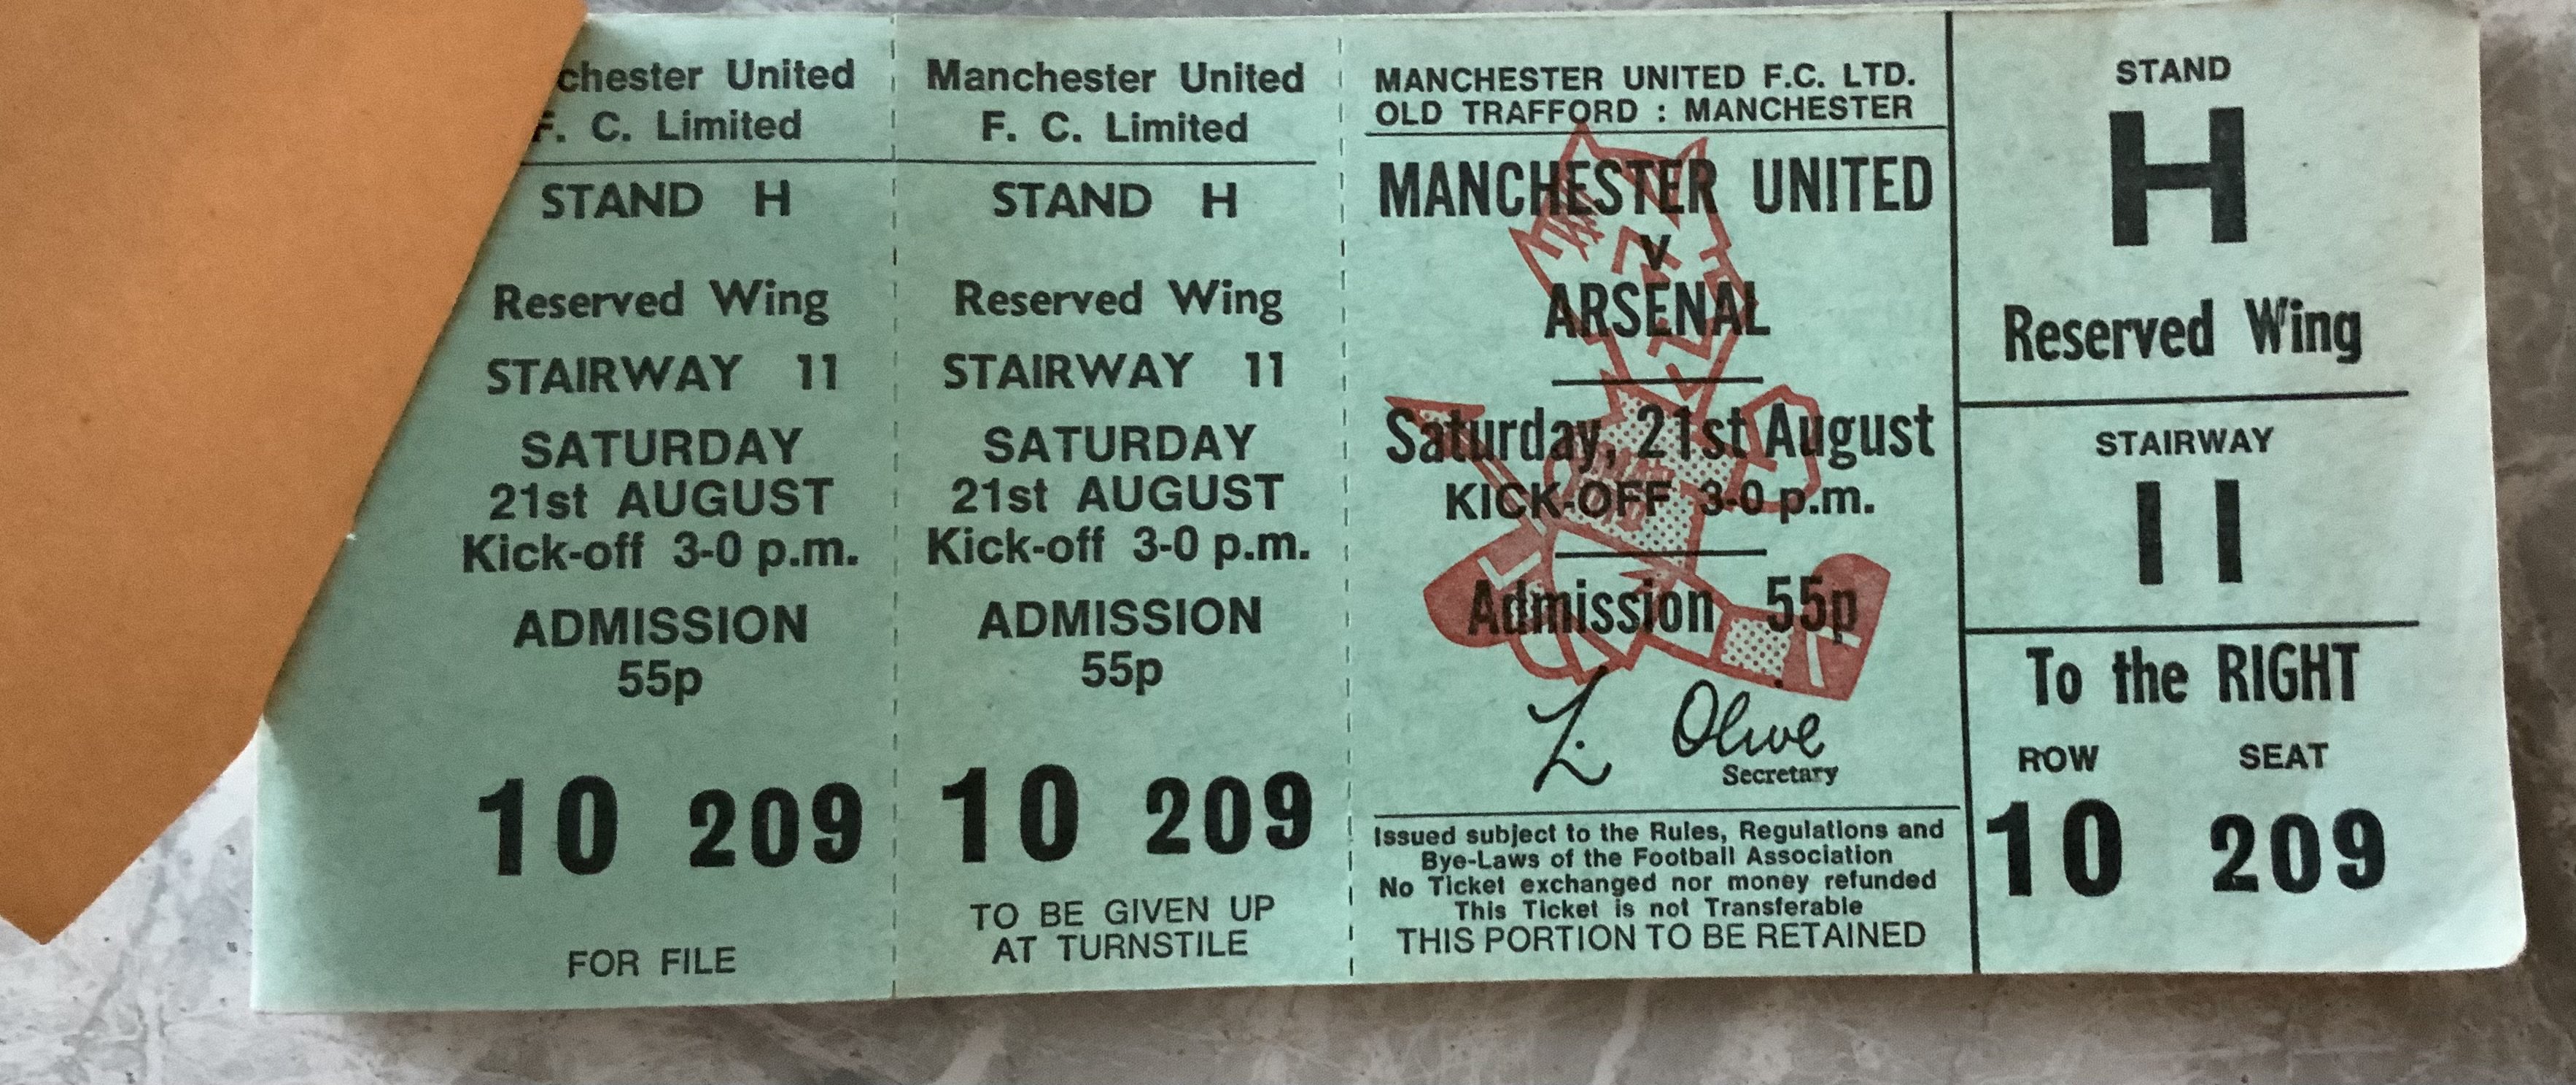 chester United
F. C. Limited
STAND H
Reserved Wing
STAIRWAY 11
SATURDAY
21st AUGUST
Kick-off 3-0 p.m.
ADMISSION
55p
10 209
FOR FILE
Manchester United
F. C. Limited
STAND H
Reserved Wing
STAIRWAY 11
SATURDAY
21st AUGUST
Kick-off 3-0 p.m.
ADMISSION
55p
10 209
TO BE GIVEN UP
AT TURNSTILE
MANCHESTER UNITED F.C. LTD.
OLD TRAFFORD : MANCHESTER
MANCHESTER UNITED
v
ARSENAL
Saturday, 21st August
KICK-OFF 3-0 p.m.
Admission 55p
L. Olive
Secretary
Issued subject to the Rules, Regulations and
Bye-Laws of the Football Association
No Ticket exchanged nor money refunded
This Ticket is not Transferable
THIS PORTION TO BE RETAINED
STAND
H
Reserved Wing
STAIRWAY
11
To the RIGHT
ROW SEAT
10 209